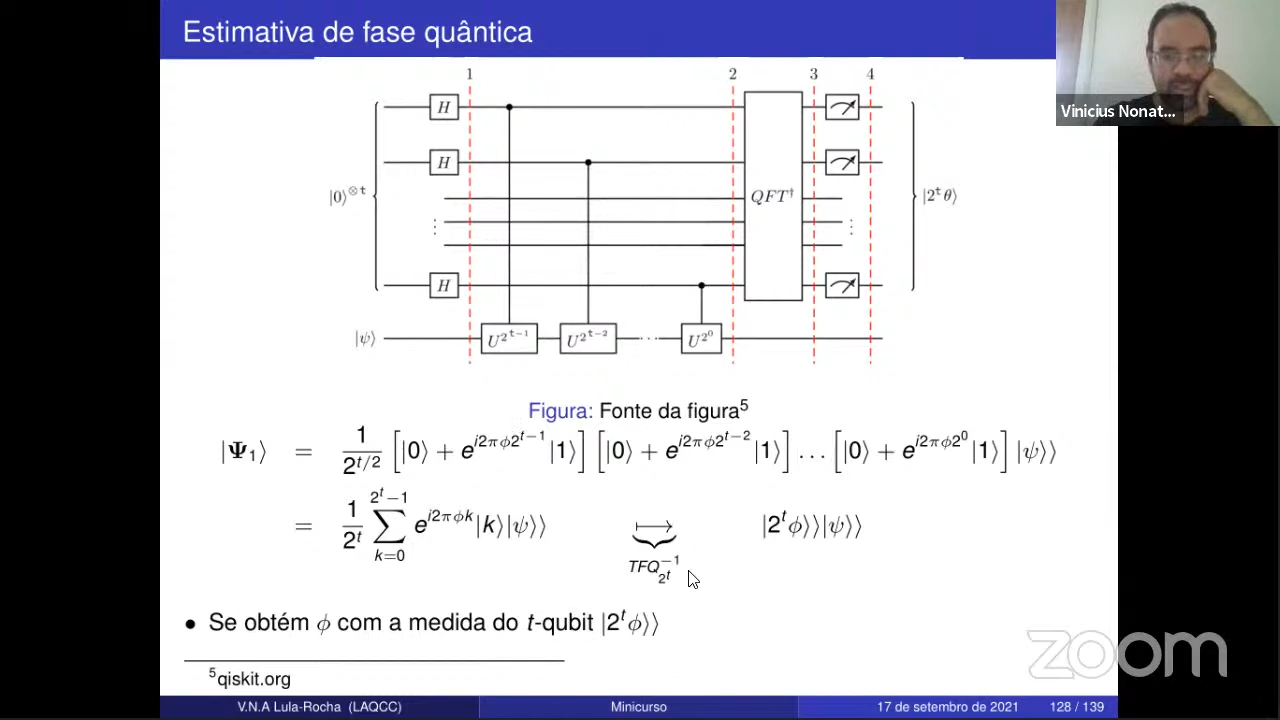 Estimativa de fase quântica
Vinicius Nonat...
1 2 3 4
H
H
|0⟩^{⊗t} QFT† |2^tθ⟩
⋮ ⋮
H
|ψ⟩ U^{2^{t−1}} U^{2^{t−2}} ... U^{2^0}
Figura: Fonte da figura⁵
|Ψ₁⟩ = 1/2^{t/2} [|0⟩ + e^{i2πϕ2^{t−1}}|1⟩] [|0⟩ + e^{i2πϕ2^{t−2}}|1⟩] ... [|0⟩ + e^{i2πϕ2^0}|1⟩] |ψ⟩⟩
= 1/2^t ∑_{k=0}^{2^t−1} e^{i2πϕk}|k⟩|ψ⟩⟩ ⟼ |2^tϕ⟩⟩|ψ⟩⟩
TFQ_{2^t}^{−1}
• Se obtém ϕ com a medida do t-qubit |2^tϕ⟩⟩
⁵qiskit.org
zoom
V.N.A Lula-Rocha (LAQCC) Minicurso 17 de setembro de 2021 128 / 139